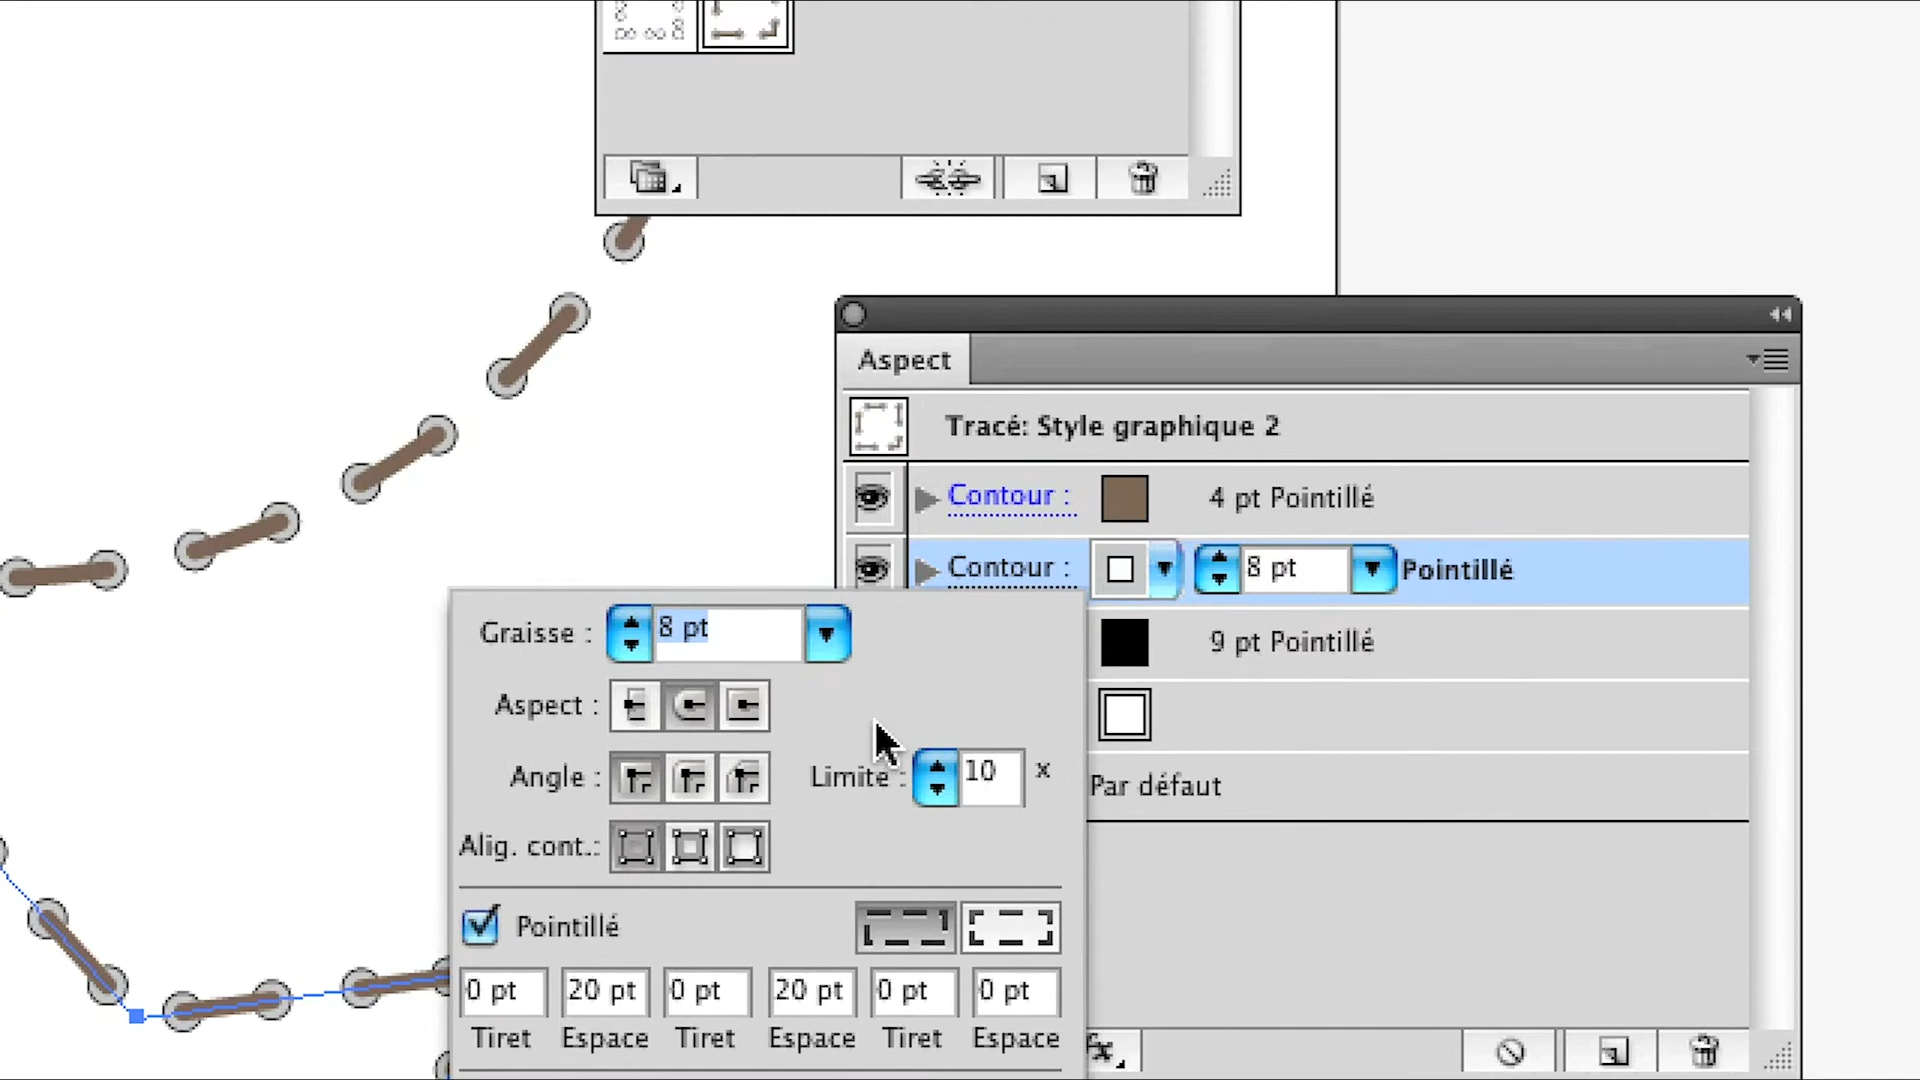 Aspect
Tracé: Style graphique 2
Contour :
4 pt Pointillé
Contour :
8 pt
Pointillé
9 pt Pointillé
Par défaut
fx
Graisse :
8 pt
Aspect :
Angle :
Limite :
10
x
Alig. cont.:
Pointillé
0 pt 20 pt 0 pt 20 pt 0 pt 0 pt
Tiret Espace Tiret Espace Tiret Espace